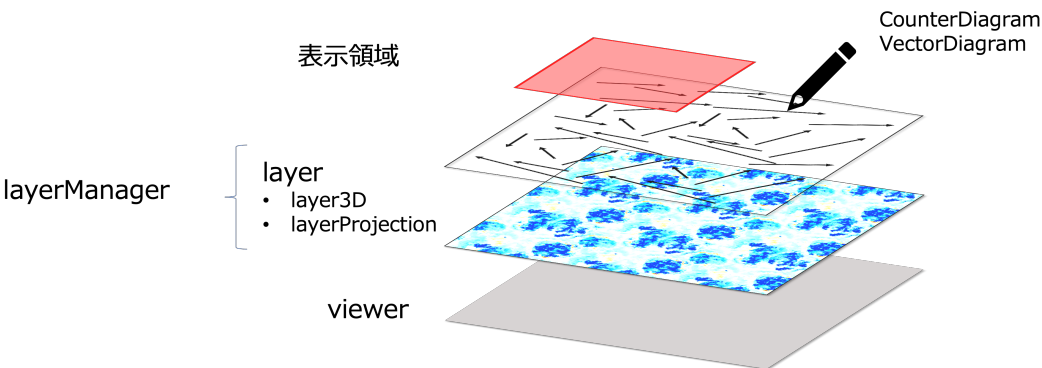 CounterDiagram
VectorDiagram
表示領域
layerManager
layer
• layer3D
• layerProjection
viewer